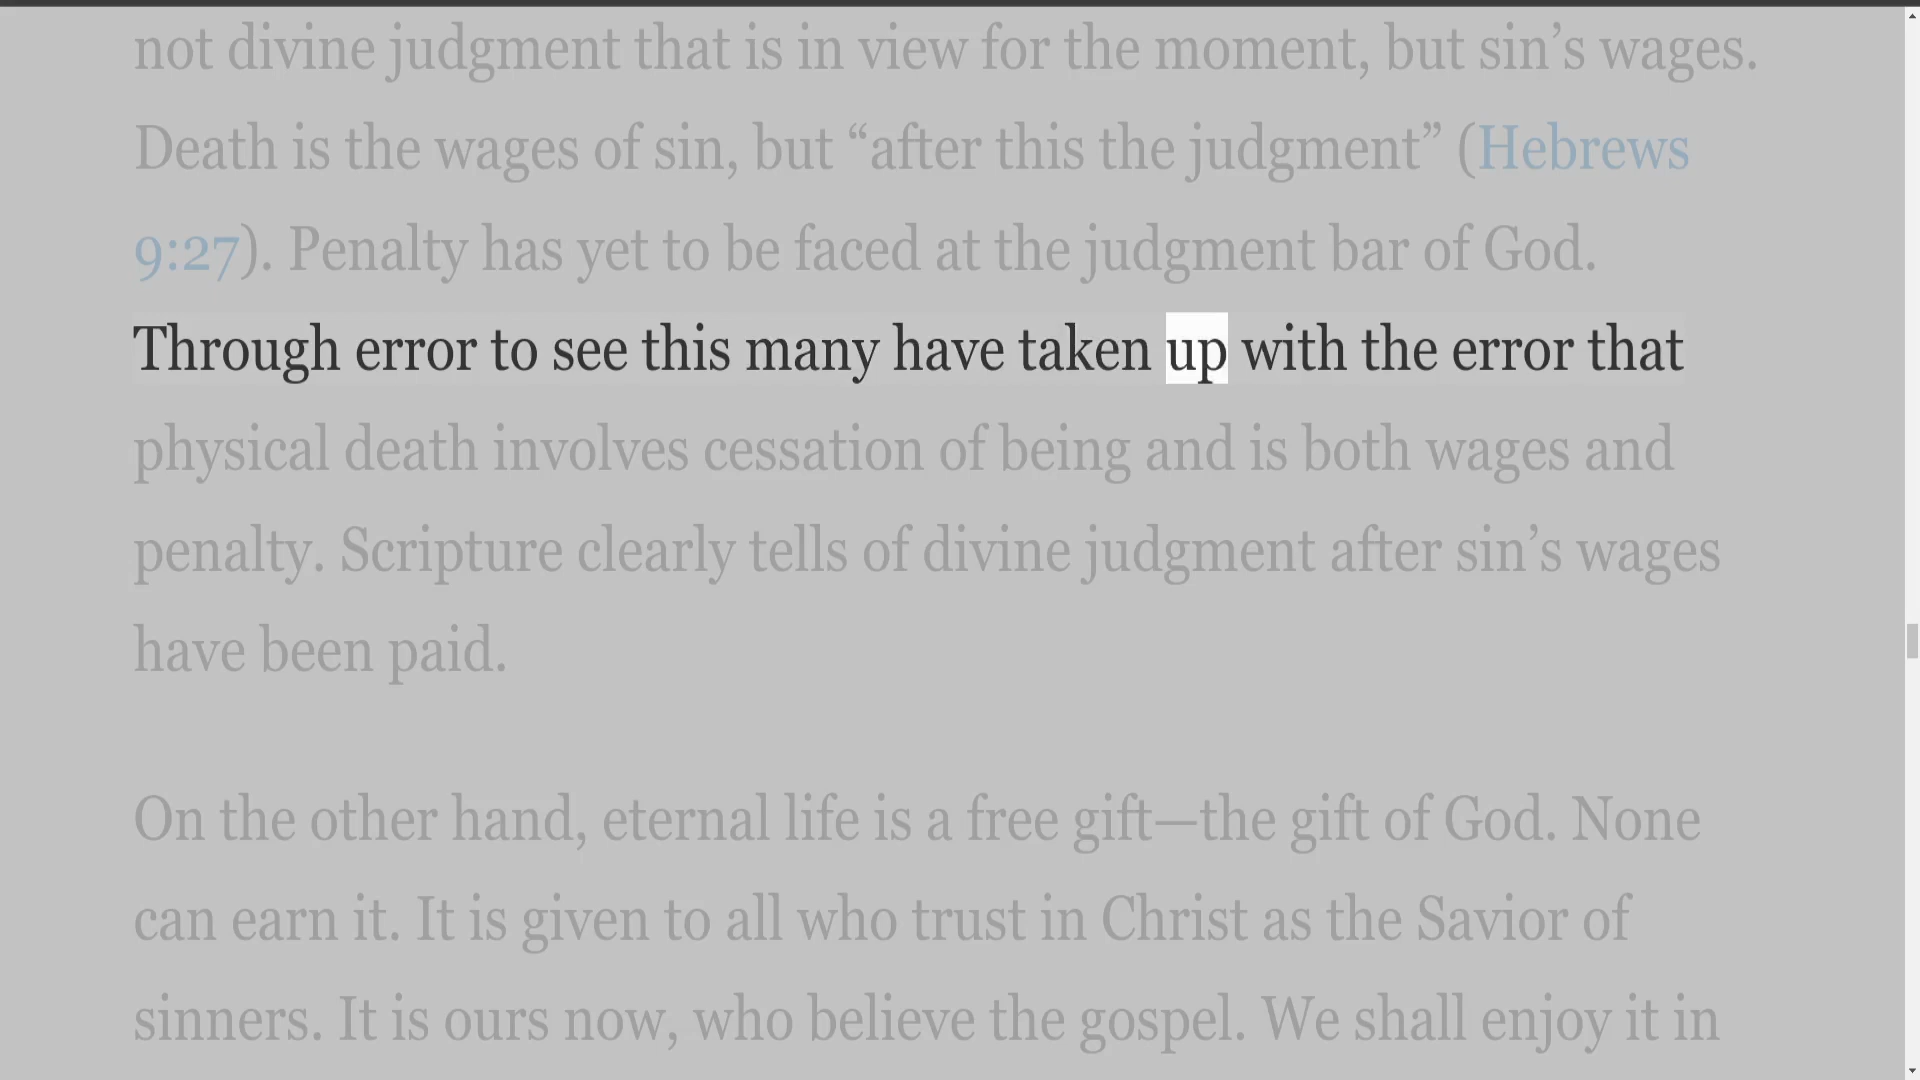 not divine judgment that is in view for the moment, but sin’s wages.
Death is the wages of sin, but “after this the judgment” (Hebrews
9:27). Penalty has yet to be faced at the judgment bar of God.
Through error to see this many have taken up with the error that
physical death involves cessation of being and is both wages and
penalty. Scripture clearly tells of divine judgment after sin’s wages
have been paid.
On the other hand, eternal life is a free gift—the gift of God. None
can earn it. It is given to all who trust in Christ as the Savior of
sinners. It is ours now, who believe the gospel. We shall enjoy it in